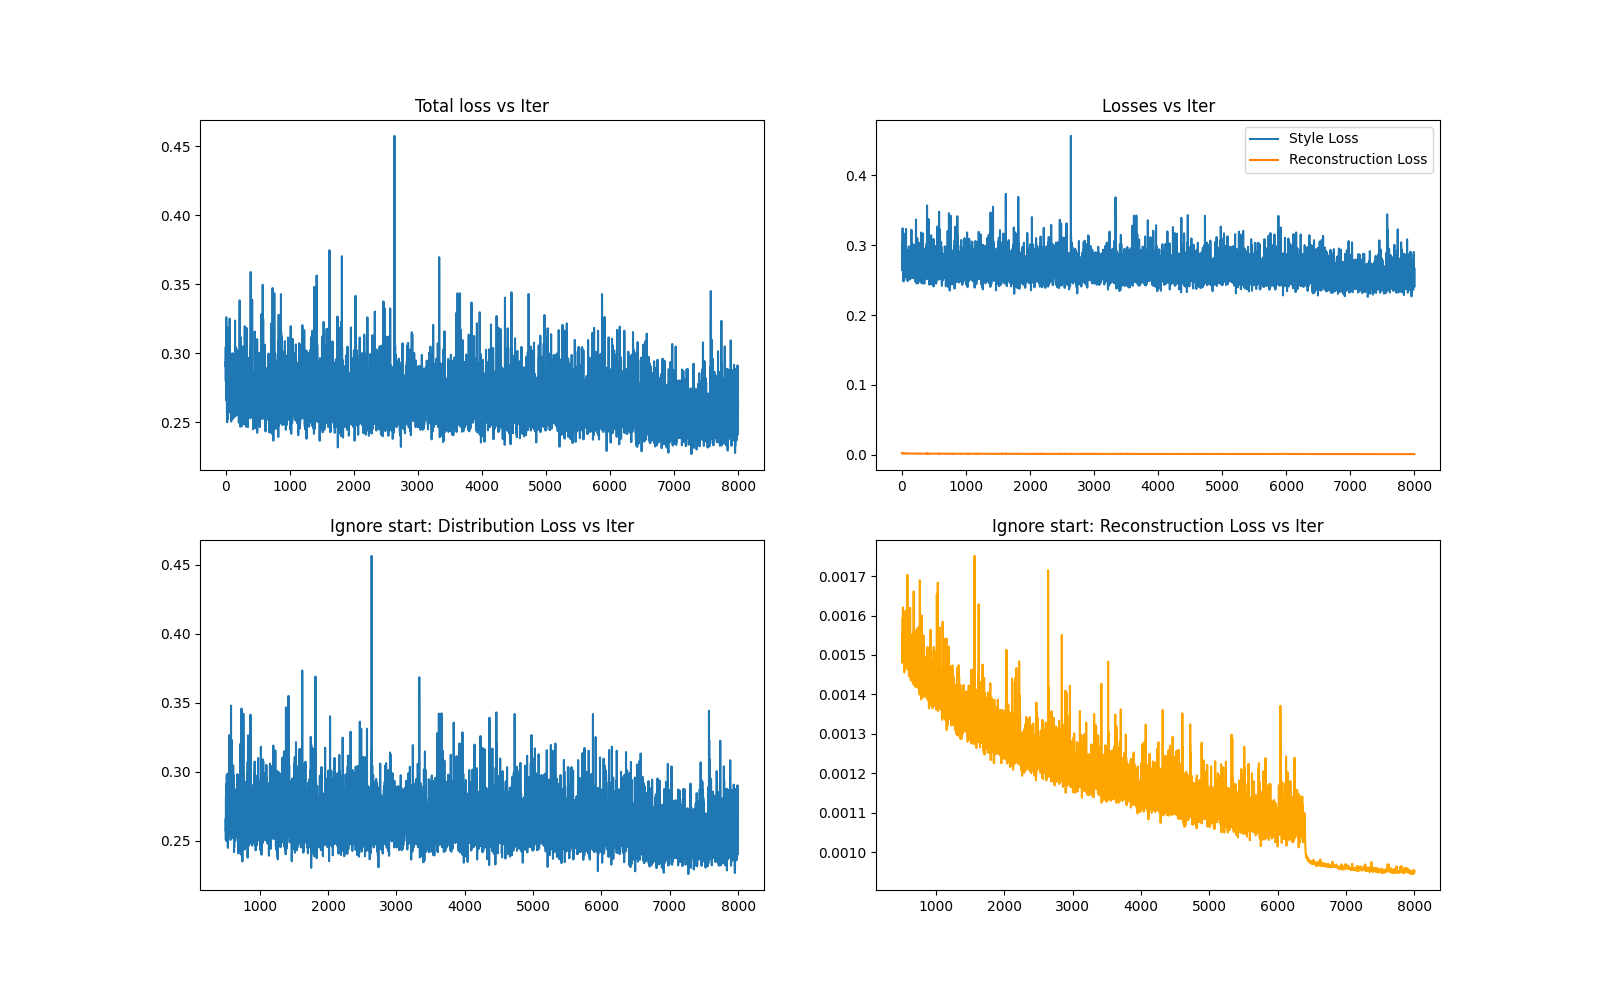 Total loss vs Iter
0.45
0.40
0.35
0.30
0.25
0 1000 2000 3000 4000 5000 6000 7000 8000
Losses vs Iter
Style Loss
Reconstruction Loss
0.4
0.3
0.2
0.1
0.0
0 1000 2000 3000 4000 5000 6000 7000 8000
Ignore start: Distribution Loss vs Iter
0.45
0.40
0.35
0.30
0.25
1000 2000 3000 4000 5000 6000 7000 8000
Ignore start: Reconstruction Loss vs Iter
0.0017
0.0016
0.0015
0.0014
0.0013
0.0012
0.0011
0.0010
1000 2000 3000 4000 5000 6000 7000 8000